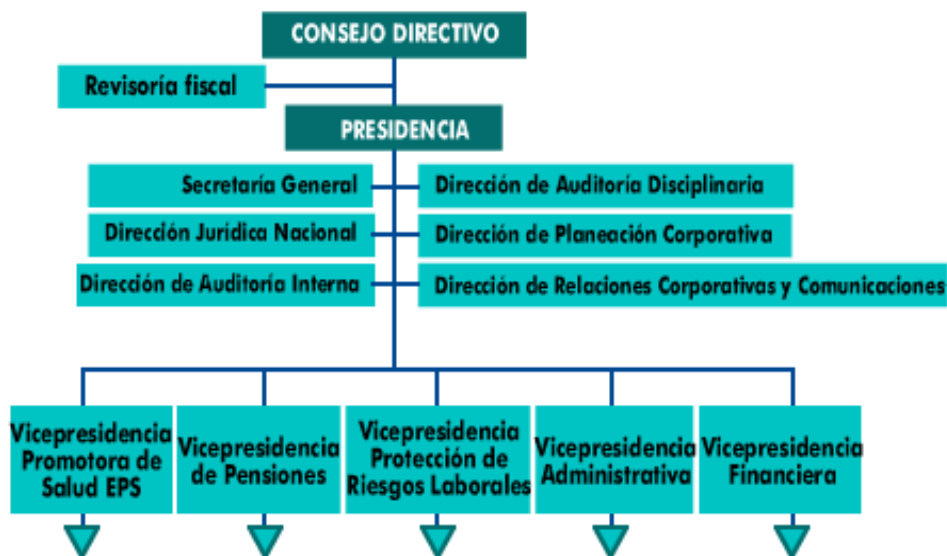 CONSEJO DIRECTIVO
Revisoría fiscal
PRESIDENCIA
Secretaría General
Dirección de Auditoría Disciplinaria
Dirección Jurídica Nacional
Dirección de Planeación Corporativa
Dirección de Auditoría Interna
Dirección de Relaciones Corporativas y Comunicaciones
Vicepresidencia
Promotora de
Salud EPS
Vicepresidencia
de Pensiones
Vicepresidencia
Protección de
Riesgos Laborales
Vicepresidencia
Administrativa
Vicepresidencia
Financiera